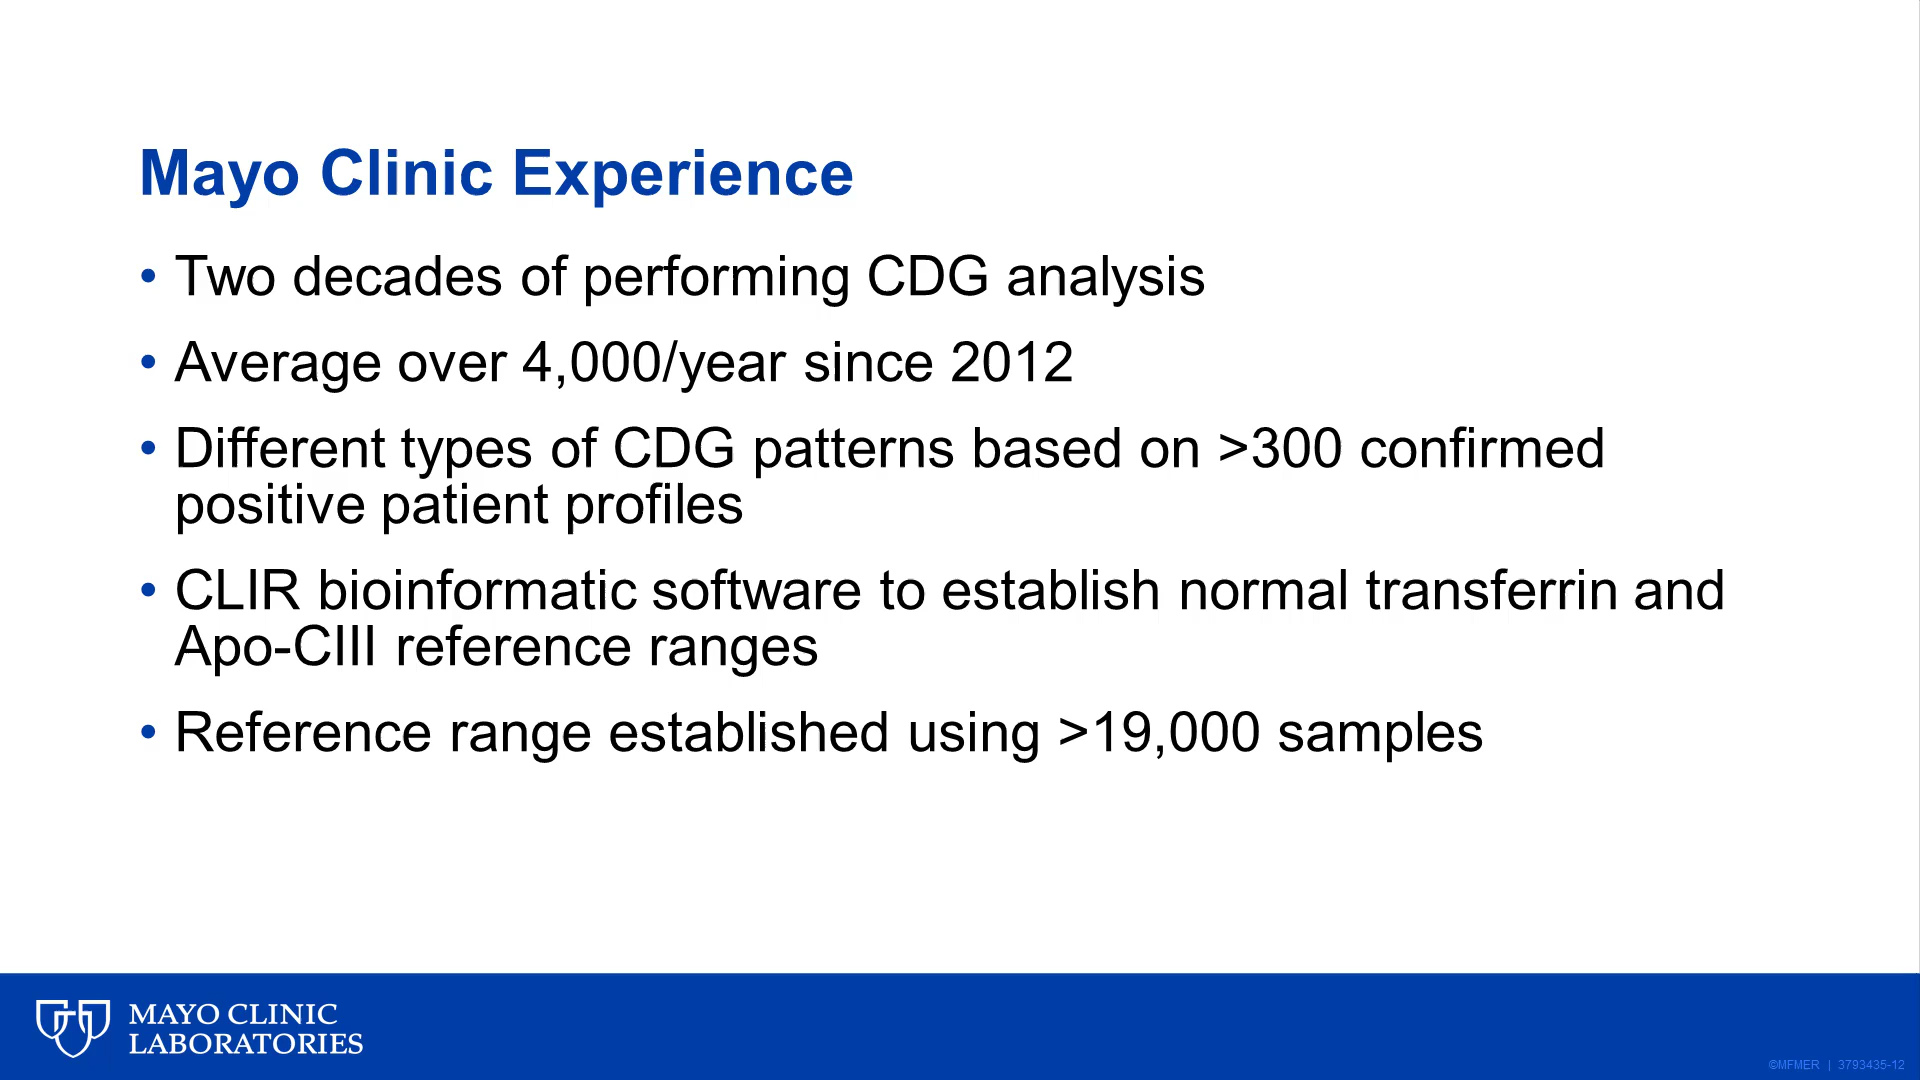 Mayo Clinic Experience
• Two decades of performing CDG analysis
• Average over 4,000/year since 2012
• Different types of CDG patterns based on >300 confirmed
positive patient profiles
• CLIR bioinformatic software to establish normal transferrin and
Apo-CIII reference ranges
• Reference range established using >19,000 samples
MAYO CLINIC
LABORATORIES
©MFMER | 3793435-12